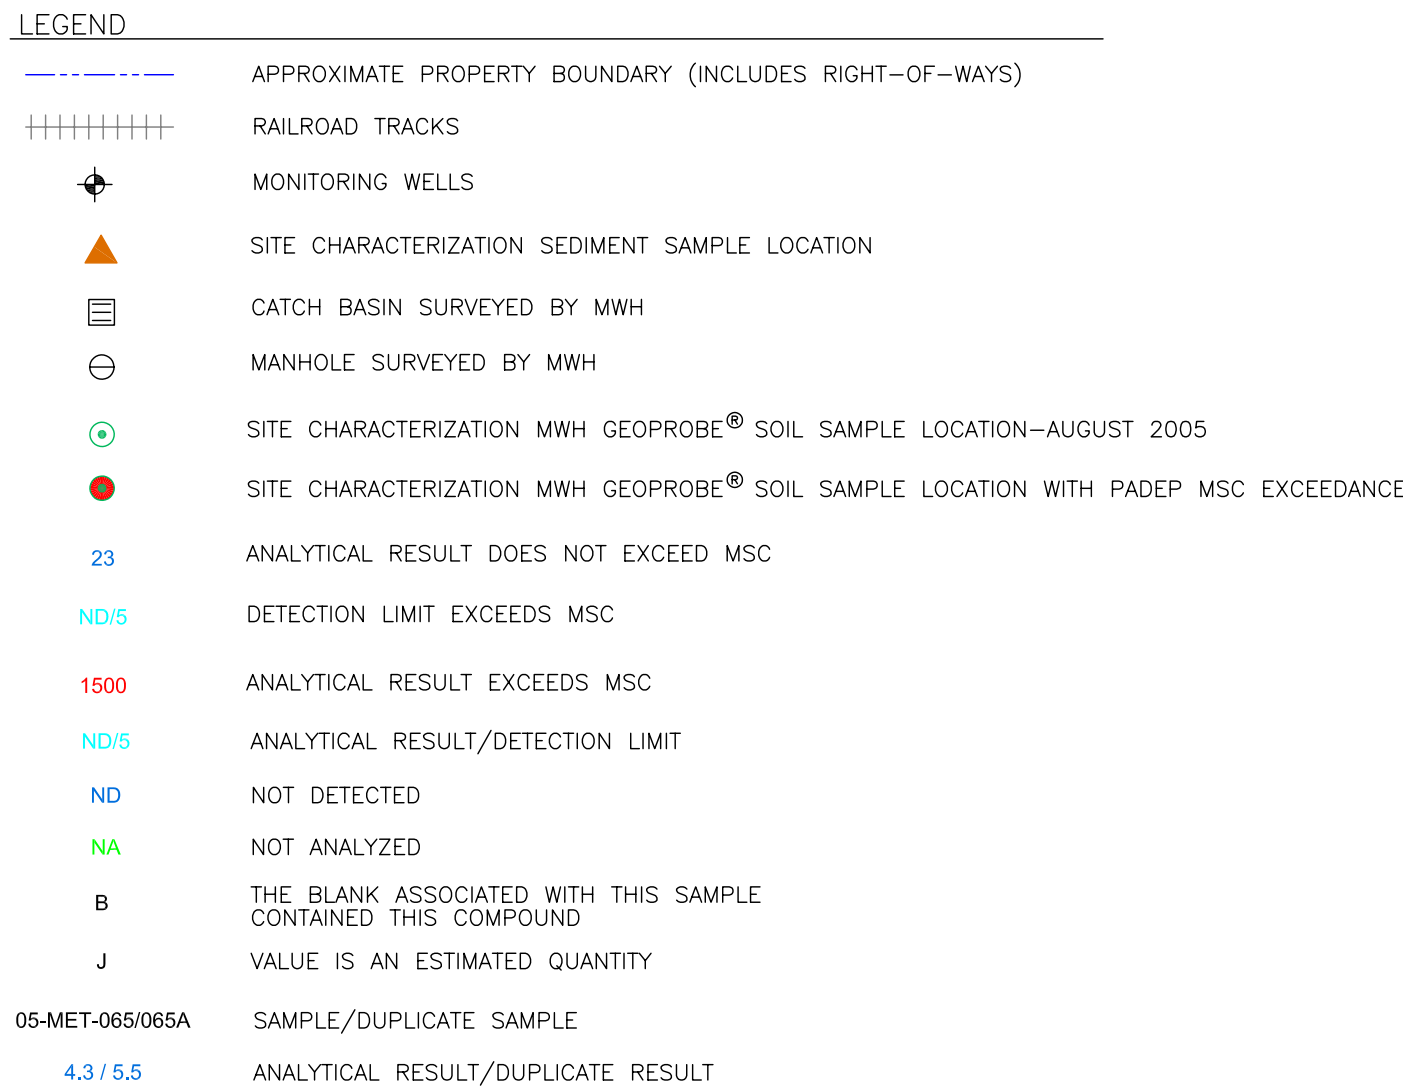 LEGEND
APPROXIMATE PROPERTY BOUNDARY (INCLUDES RIGHT-OF-WAYS)
RAILROAD TRACKS
MONITORING WELLS
SITE CHARACTERIZATION SEDIMENT SAMPLE LOCATION
CATCH BASIN SURVEYED BY MWH
MANHOLE SURVEYED BY MWH
SITE CHARACTERIZATION MWH GEOPROBE® SOIL SAMPLE LOCATION-AUGUST 2005
SITE CHARACTERIZATION MWH GEOPROBE® SOIL SAMPLE LOCATION WITH PADEP MSC EXCEEDANCE
23 ANALYTICAL RESULT DOES NOT EXCEED MSC
ND/5 DETECTION LIMIT EXCEEDS MSC
1500 ANALYTICAL RESULT EXCEEDS MSC
ND/5 ANALYTICAL RESULT/DETECTION LIMIT
ND NOT DETECTED
NA NOT ANALYZED
B THE BLANK ASSOCIATED WITH THIS SAMPLE
CONTAINED THIS COMPOUND
J VALUE IS AN ESTIMATED QUANTITY
05-MET-065/065A SAMPLE/DUPLICATE SAMPLE
4.3 / 5.5 ANALYTICAL RESULT/DUPLICATE RESULT